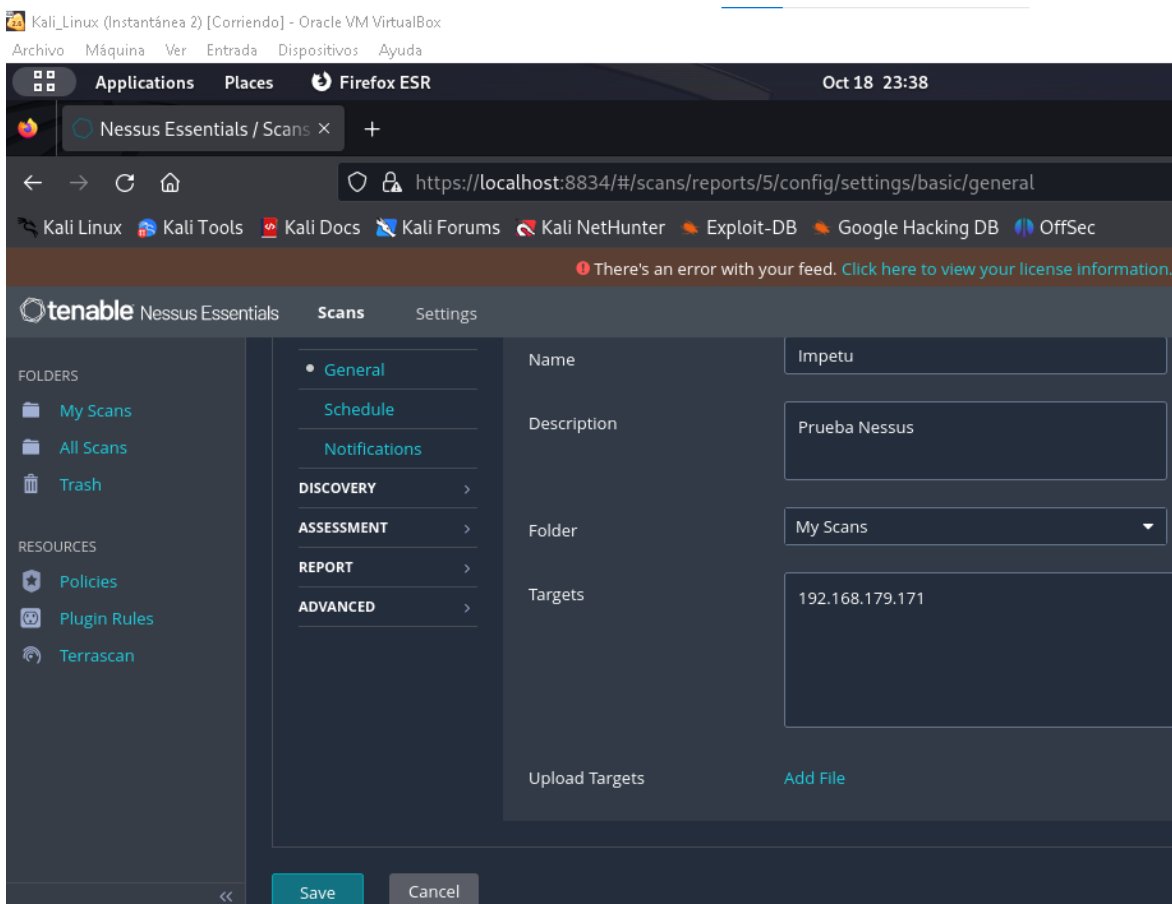 Kali_Linux (Instantánea 2) [Corriendo] - Oracle VM VirtualBox
Archivo Máquina Ver Entrada Dispositivos Ayuda
Applications Places Firefox ESR Oct 18 23:38
Nessus Essentials / Scans
https://localhost:8834/#/scans/reports/5/config/settings/basic/general
Kali Linux Kali Tools Kali Docs Kali Forums Kali NetHunter Exploit-DB Google Hacking DB OffSec
There's an error with your feed. Click here to view your license information.
tenable Nessus Essentials Scans Settings
FOLDERS
My Scans
All Scans
Trash
RESOURCES
Policies
Plugin Rules
Terrascan
General
Schedule
Notifications
DISCOVERY
ASSESSMENT
REPORT
ADVANCED
Name Impetu
Description Prueba Nessus
Folder My Scans
Targets 192.168.179.171
Upload Targets Add File
Save Cancel